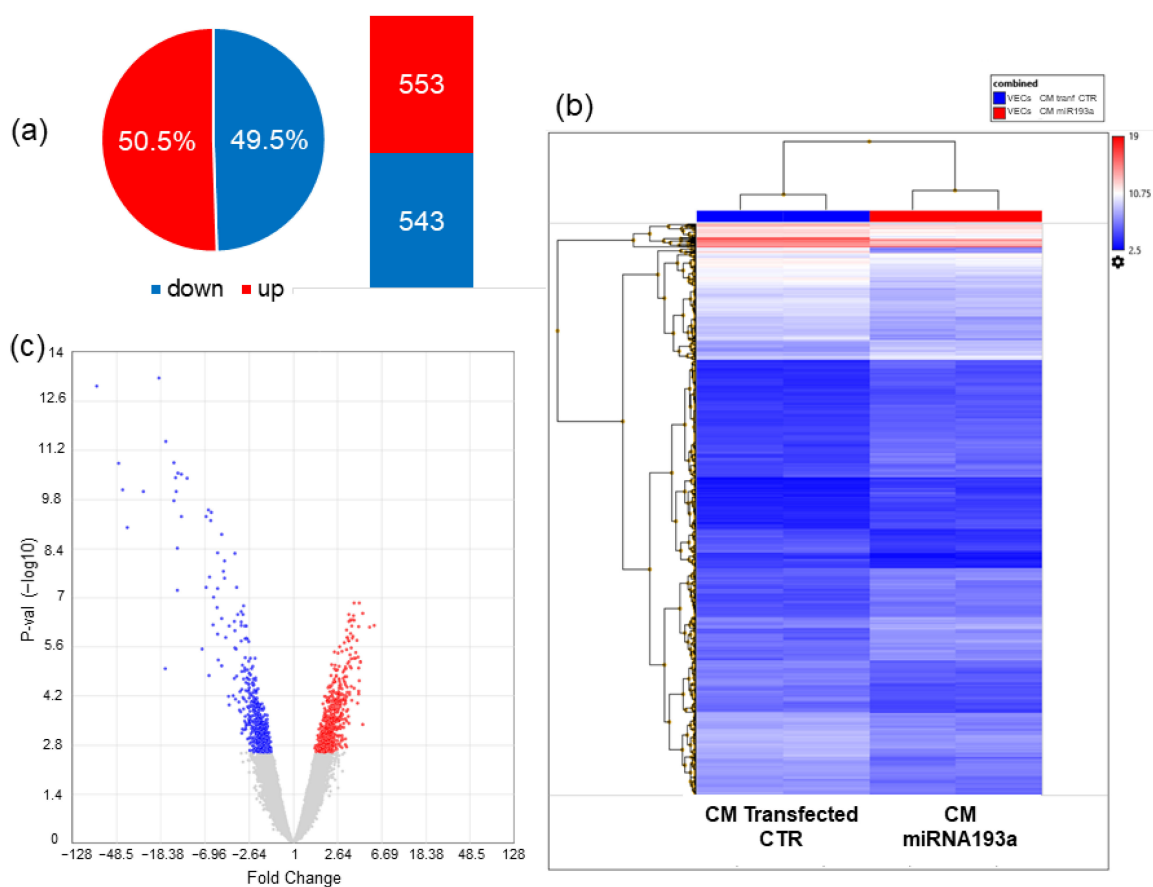 (a)
50.5%
49.5%
553
543
down
up
(b)
combined
VECs CM tranf CTR
VECs CM miR193a
19
10.75
2.5
CM Transfected
CTR
CM
miRNA193a
(c)
14
12.6
11.2
9.8
8.4
7
5.6
4.2
2.8
1.4
0
P-val (−log10)
−128 −48.5 −18.38 −6.96 −2.64 1 2.64 6.69 18.38 48.5 128
Fold Change